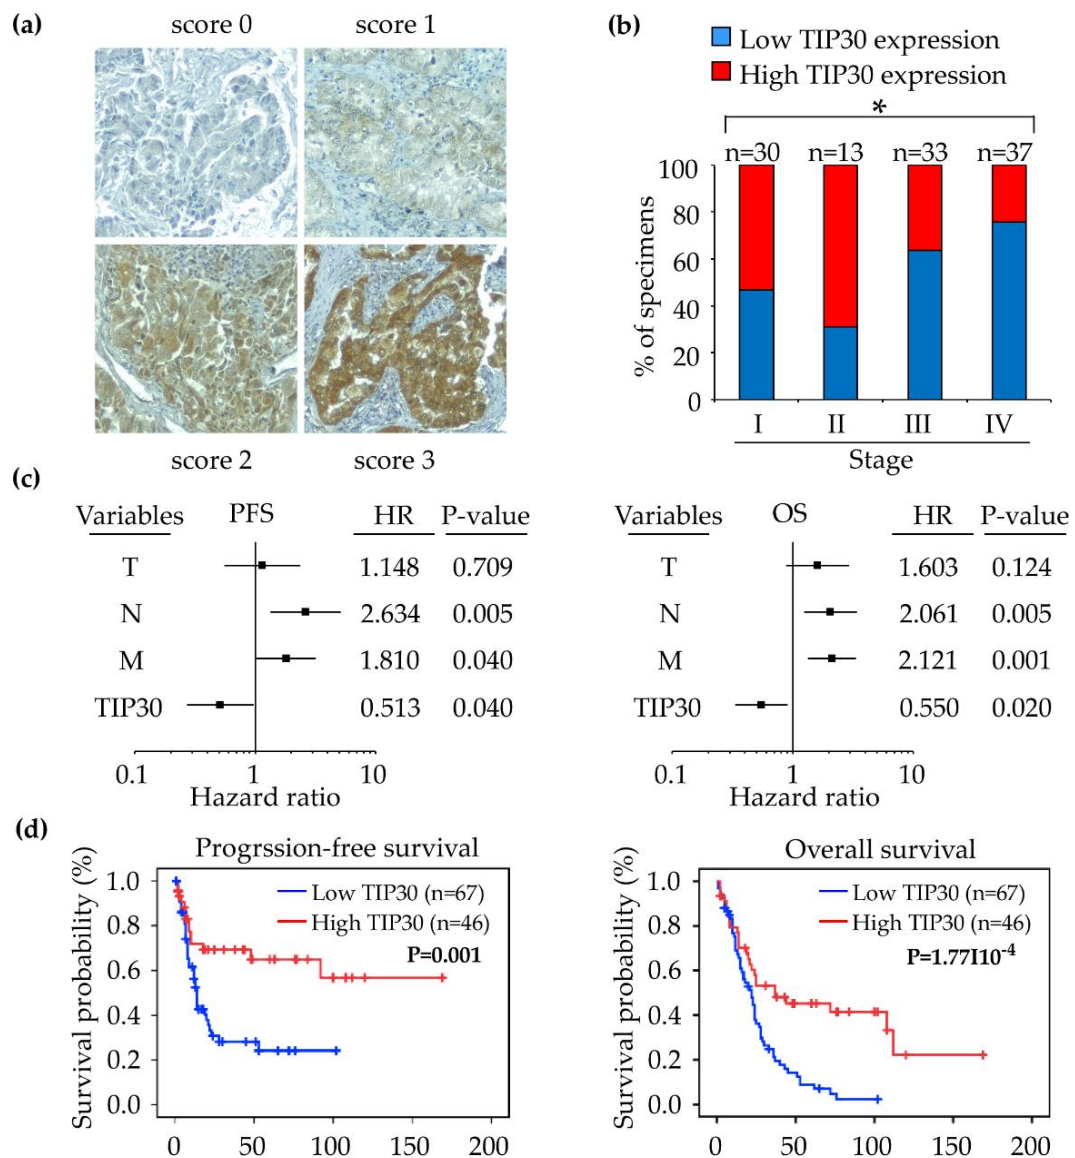 (a)
score 0 score 1
score 2 score 3
(b)
Low TIP30 expression
High TIP30 expression
*
n=30 n=13 n=33 n=37
% of specimens
100
80
60
40
20
0
I II III IV
Stage
(c)
Variables PFS HR P-value
T 1.148 0.709
N 2.634 0.005
M 1.810 0.040
TIP30 0.513 0.040
0.1 1 10
Hazard ratio
Variables OS HR P-value
T 1.603 0.124
N 2.061 0.005
M 2.121 0.001
TIP30 0.550 0.020
0.1 1 10
Hazard ratio
(d)
Progrssion-free survival
Survival probability (%)
1.0
0.8
0.6
0.4
0.2
0.0
Low TIP30 (n=67)
High TIP30 (n=46)
P=0.001
0 50 100 150 200
Overall survival
Survival probability (%)
1.0
0.8
0.6
0.4
0.2
0.0
Low TIP30 (n=67)
High TIP30 (n=46)
P=1.77I10-4
0 50 100 150 200